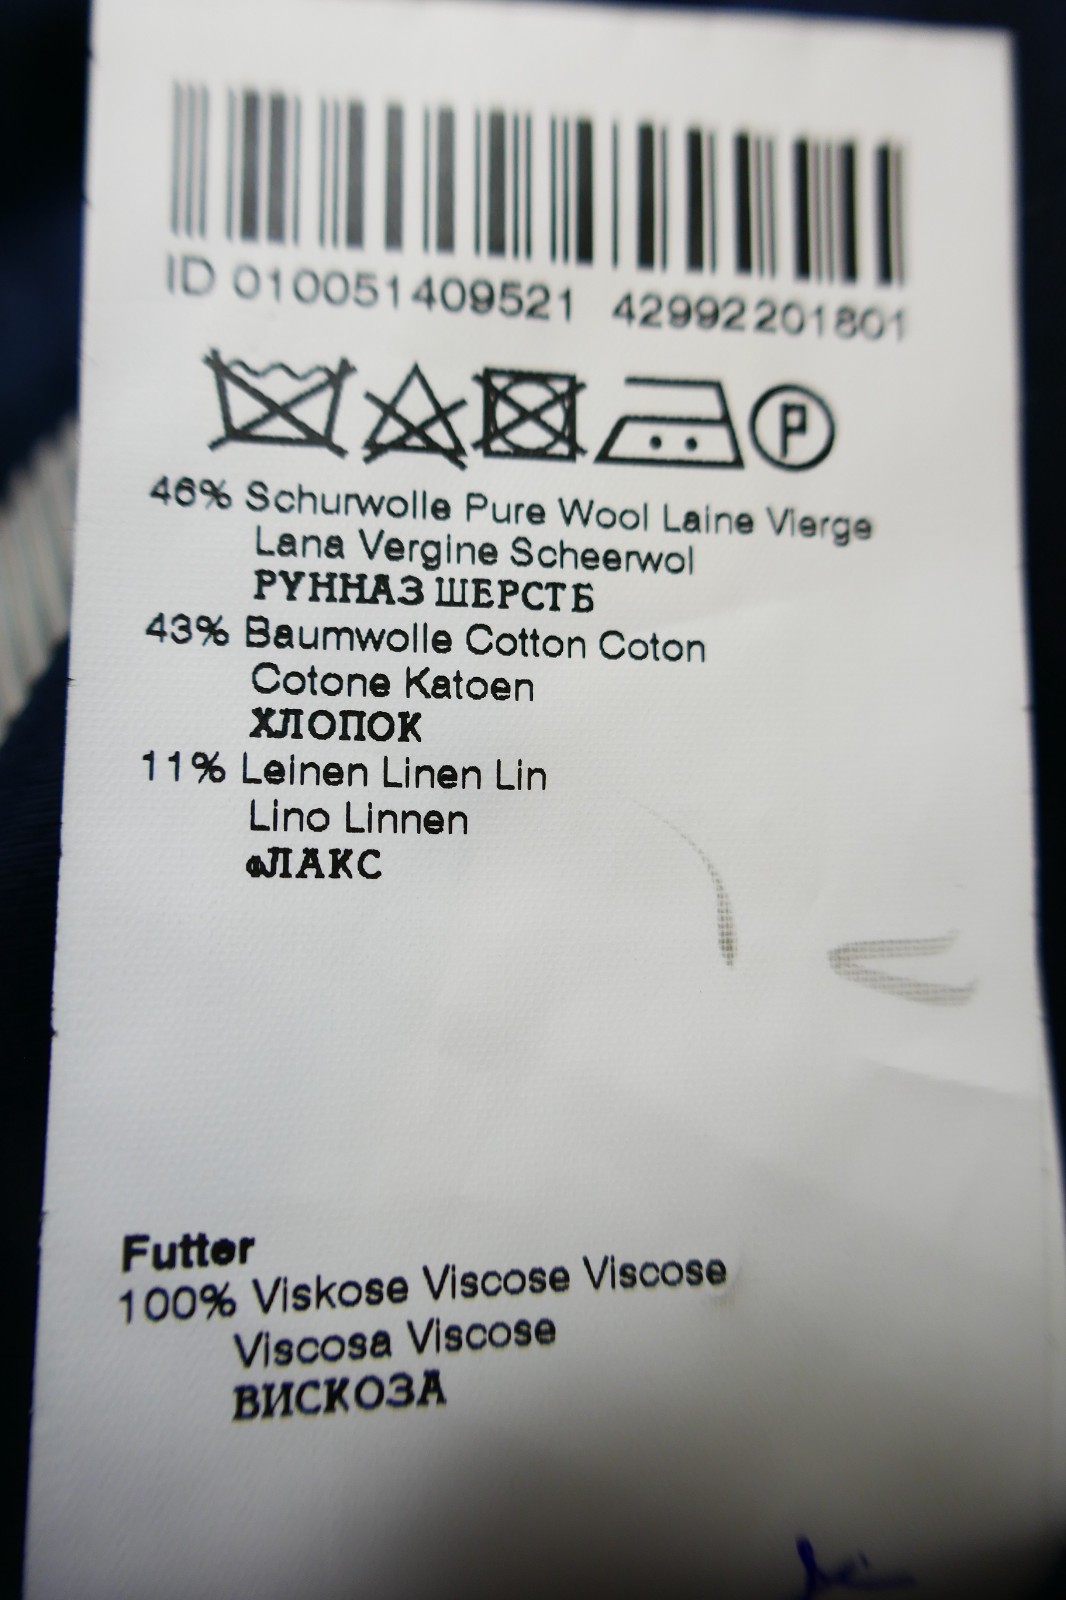 ID 010051409521 42992201801
P
46% Schurwolle Pure Wool Laine Vierge
Lana Vergine Scheerwol
РУННАЗ ШЕРСТБ
43% Baumwolle Cotton Coton
Cotone Katoen
ХЛОПОК
11% Leinen Linen Lin
Lino Linnen
фЛАКС
Futter
100% Viskose Viscose Viscose
Viscosa Viscose
ВИСКОЗА